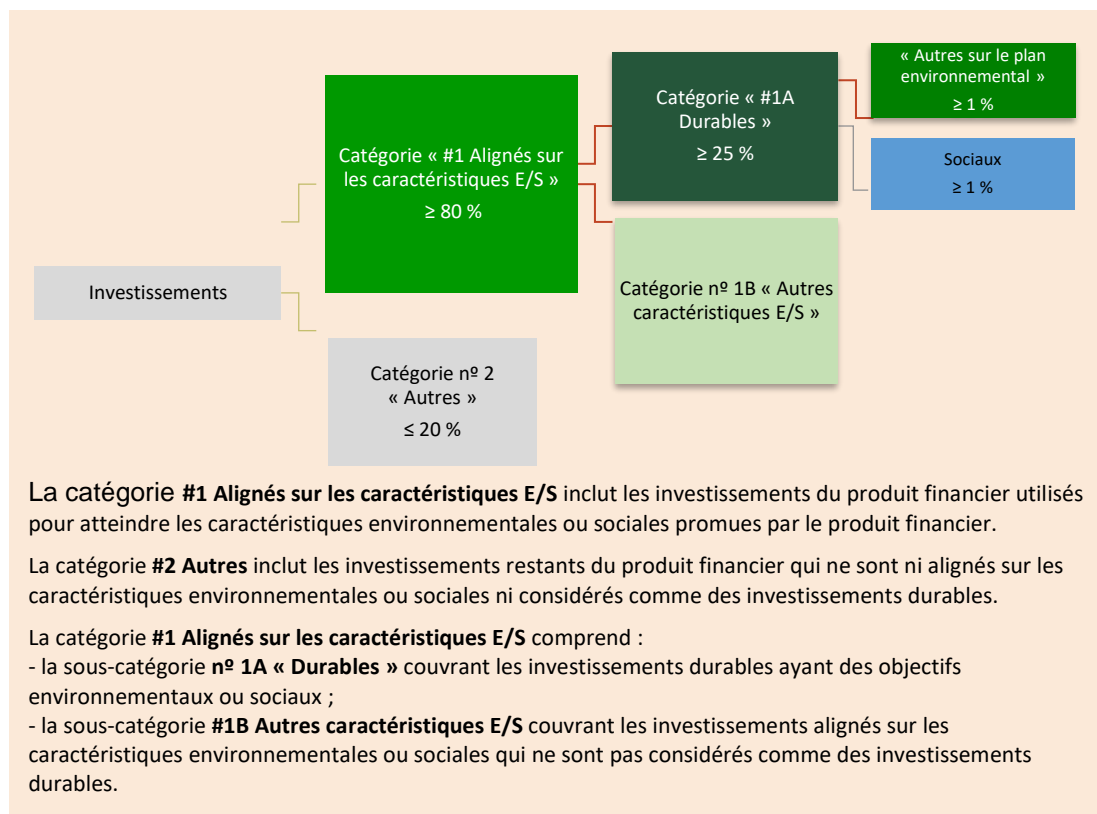 Investissements
Catégorie « #1 Alignés sur
les caractéristiques E/S »
≥ 80 %
Catégorie nº 2
« Autres »
≤ 20 %
Catégorie « #1A
Durables »
≥ 25 %
Catégorie nº 1B « Autres
caractéristiques E/S »
« Autres sur le plan
environnemental »
≥ 1 %
Sociaux
≥ 1 %
La catégorie #1 Alignés sur les caractéristiques E/S inclut les investissements du produit financier utilisés
pour atteindre les caractéristiques environnementales ou sociales promues par le produit financier.
La catégorie #2 Autres inclut les investissements restants du produit financier qui ne sont ni alignés sur les
caractéristiques environnementales ou sociales ni considérés comme des investissements durables.
La catégorie #1 Alignés sur les caractéristiques E/S comprend :
- la sous-catégorie nº 1A « Durables » couvrant les investissements durables ayant des objectifs
environnementaux ou sociaux ;
- la sous-catégorie #1B Autres caractéristiques E/S couvrant les investissements alignés sur les
caractéristiques environnementales ou sociales qui ne sont pas considérés comme des investissements
durables.